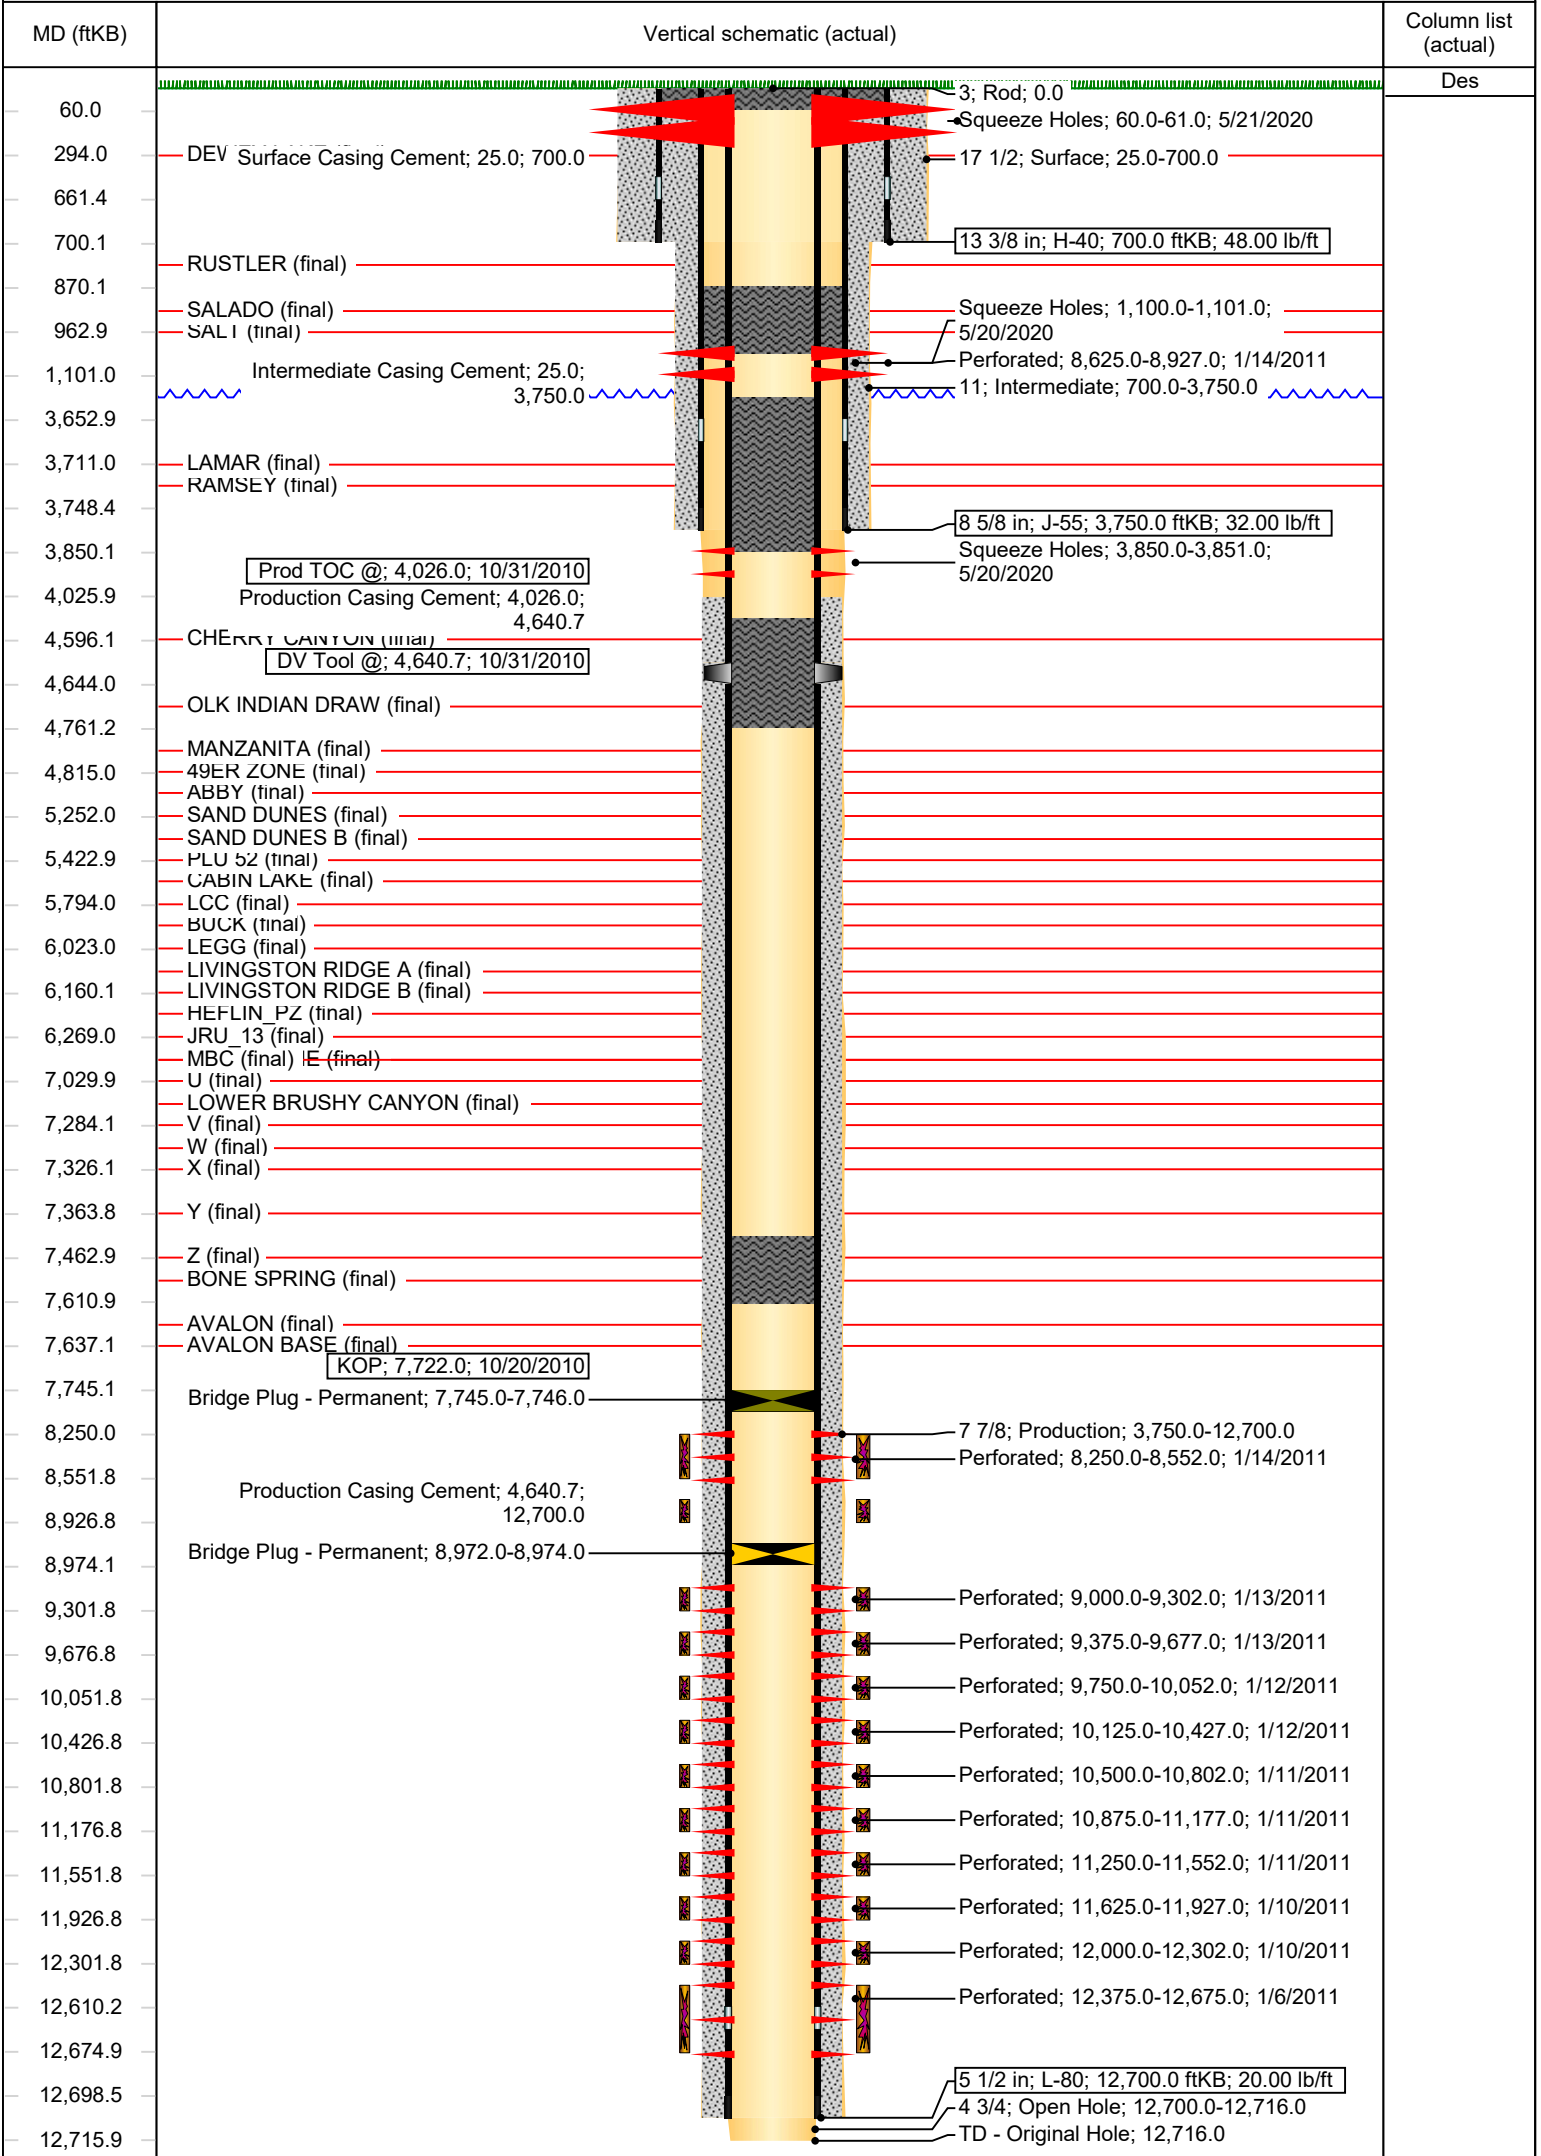 MD (ftKB)
Vertical schematic (actual)
Column list
(actual)
Des
3; Rod; 0.0
60.0
Squeeze Holes; 60.0-61.0; 5/21/2020
294.0
Surface Casing Cement; 25.0; 700.0
17 1/2; Surface; 25.0-700.0
661.4
700.1
13 3/8 in; H-40; 700.0 ftKB; 48.00 lb/ft
RUSTLER (final)
870.1
SALADO (final)
Squeeze Holes; 1,100.0-1,101.0;
5/20/2020
962.9
SALT (final)
Perforated; 8,625.0-8,927.0; 1/14/2011
1,101.0
Intermediate Casing Cement; 25.0;
3,750.0
11; Intermediate; 700.0-3,750.0
3,652.9
3,711.0
LAMAR (final)
RAMSEY (final)
3,748.4
8 5/8 in; J-55; 3,750.0 ftKB; 32.00 lb/ft
3,850.1
Squeeze Holes; 3,850.0-3,851.0;
5/20/2020
Prod TOC @; 4,026.0; 10/31/2010
4,025.9
Production Casing Cement; 4,026.0;
4,640.7
4,596.1
CHERRY CANYON (final)
DV Tool @; 4,640.7; 10/31/2010
4,644.0
OLK INDIAN DRAW (final)
4,761.2
MANZANITA (final)
4,815.0
49ER ZONE (final)
ABBY (final)
5,252.0
SAND DUNES (final)
SAND DUNES B (final)
5,422.9
PLU 52 (final)
CABIN LAKE (final)
5,794.0
LCC (final)
BUCK (final)
6,023.0
LEGG (final)
LIVINGSTON RIDGE A (final)
6,160.1
LIVINGSTON RIDGE B (final)
HEFLIN_PZ (final)
6,269.0
JRU_13 (final)
MBC (final) E (final)
7,029.9
U (final)
LOWER BRUSHY CANYON (final)
7,284.1
V (final)
W (final)
7,326.1
X (final)
7,363.8
Y (final)
7,462.9
Z (final)
BONE SPRING (final)
7,610.9
AVALON (final)
7,637.1
AVALON BASE (final)
KOP; 7,722.0; 10/20/2010
7,745.1
Bridge Plug - Permanent; 7,745.0-7,746.0
8,250.0
7 7/8; Production; 3,750.0-12,700.0
Perforated; 8,250.0-8,552.0; 1/14/2011
8,551.8
Production Casing Cement; 4,640.7;
12,700.0
8,926.8
Bridge Plug - Permanent; 8,972.0-8,974.0
8,974.1
Perforated; 9,000.0-9,302.0; 1/13/2011
9,301.8
Perforated; 9,375.0-9,677.0; 1/13/2011
9,676.8
Perforated; 9,750.0-10,052.0; 1/12/2011
10,051.8
Perforated; 10,125.0-10,427.0; 1/12/2011
10,426.8
Perforated; 10,500.0-10,802.0; 1/11/2011
10,801.8
Perforated; 10,875.0-11,177.0; 1/11/2011
11,176.8
Perforated; 11,250.0-11,552.0; 1/11/2011
11,551.8
Perforated; 11,625.0-11,927.0; 1/10/2011
11,926.8
Perforated; 12,000.0-12,302.0; 1/10/2011
12,301.8
Perforated; 12,375.0-12,675.0; 1/6/2011
12,610.2
12,674.9
5 1/2 in; L-80; 12,700.0 ftKB; 20.00 lb/ft
12,698.5
4 3/4; Open Hole; 12,700.0-12,716.0
TD - Original Hole; 12,716.0
12,715.9